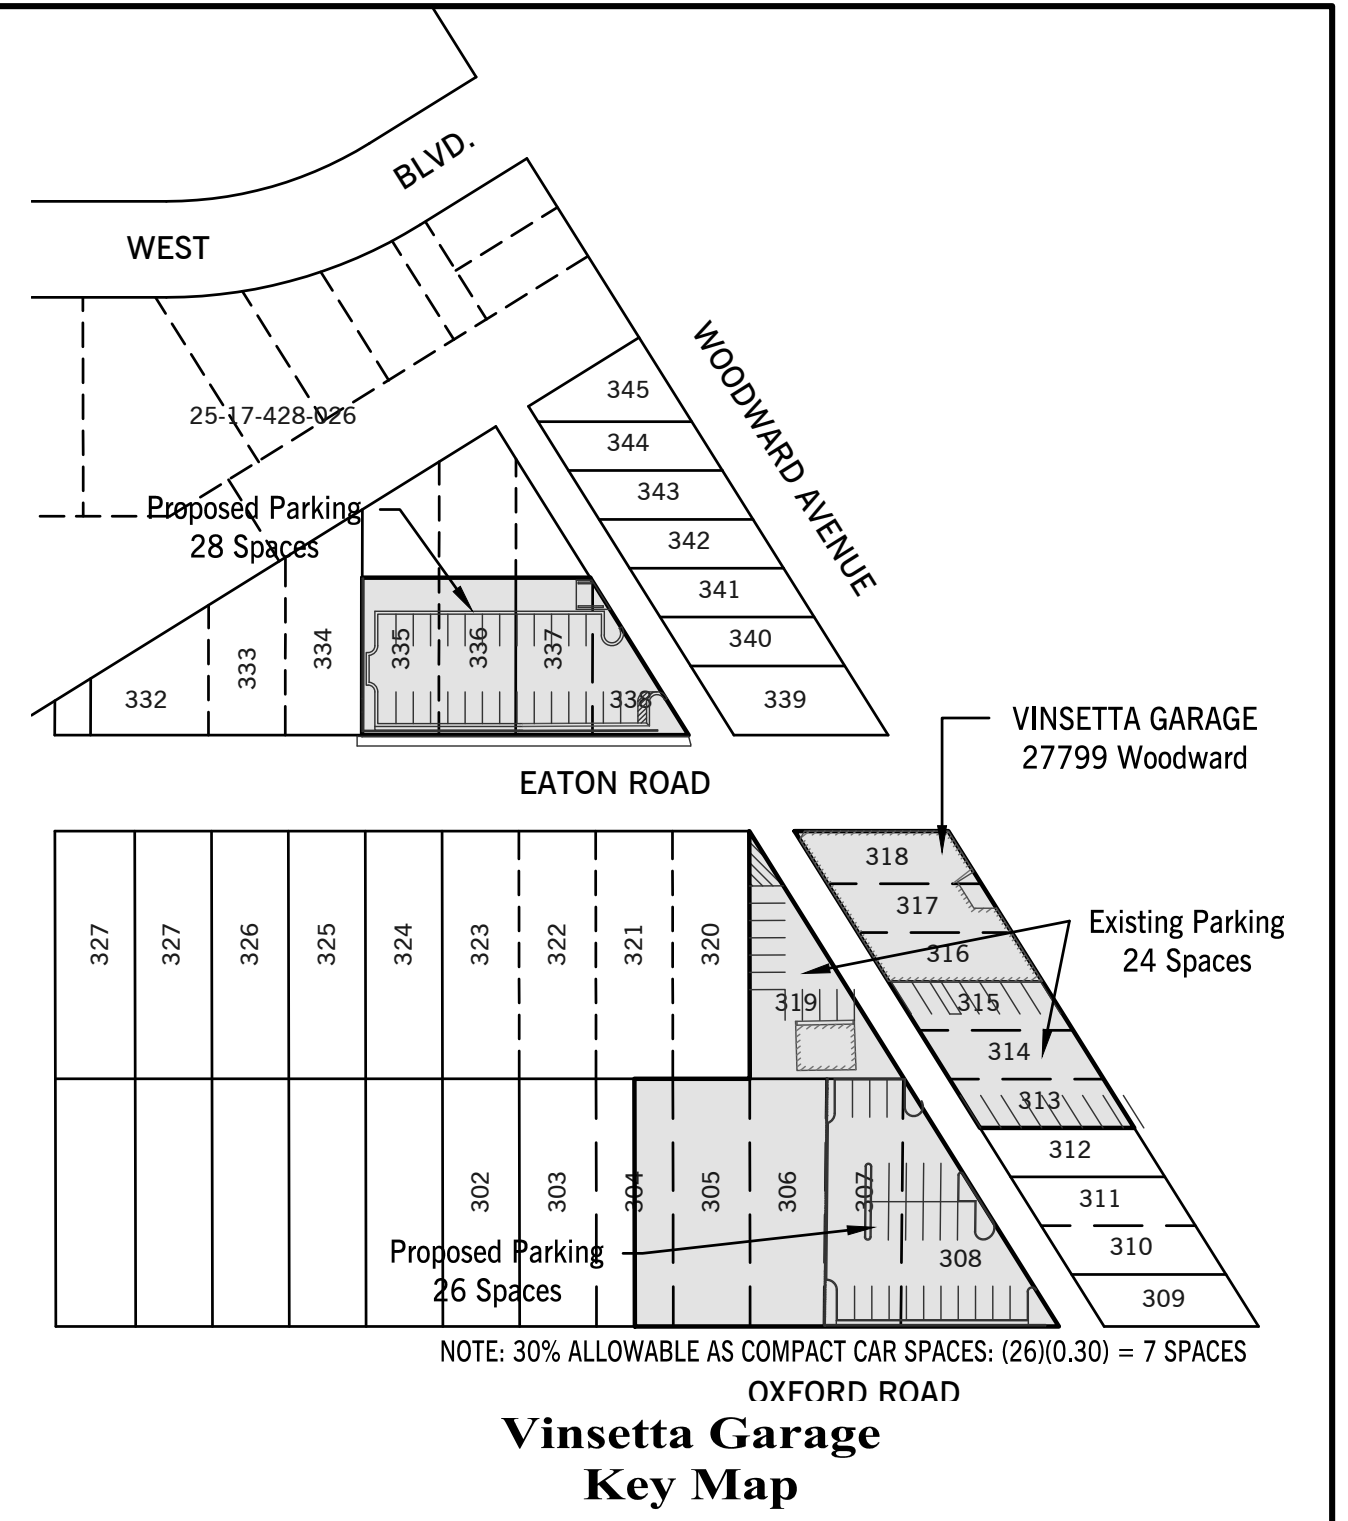 BLVD.
WEST
WOODWARD AVENUE
25-17-428-026
345
344
343
342
341
340
339
Proposed Parking
28 Spaces
332
333
334
335
336
337
338
VINSETTA GARAGE
27799 Woodward
EATON ROAD
318
317
316
315
314
313
312
311
310
309
Existing Parking
24 Spaces
327
327
326
325
324
323
322
321
320
319
302
303
304
305
306
307
308
Proposed Parking
26 Spaces
NOTE: 30% ALLOWABLE AS COMPACT CAR SPACES: (26)(0.30) = 7 SPACES
OXFORD ROAD
Vinsetta Garage
Key Map